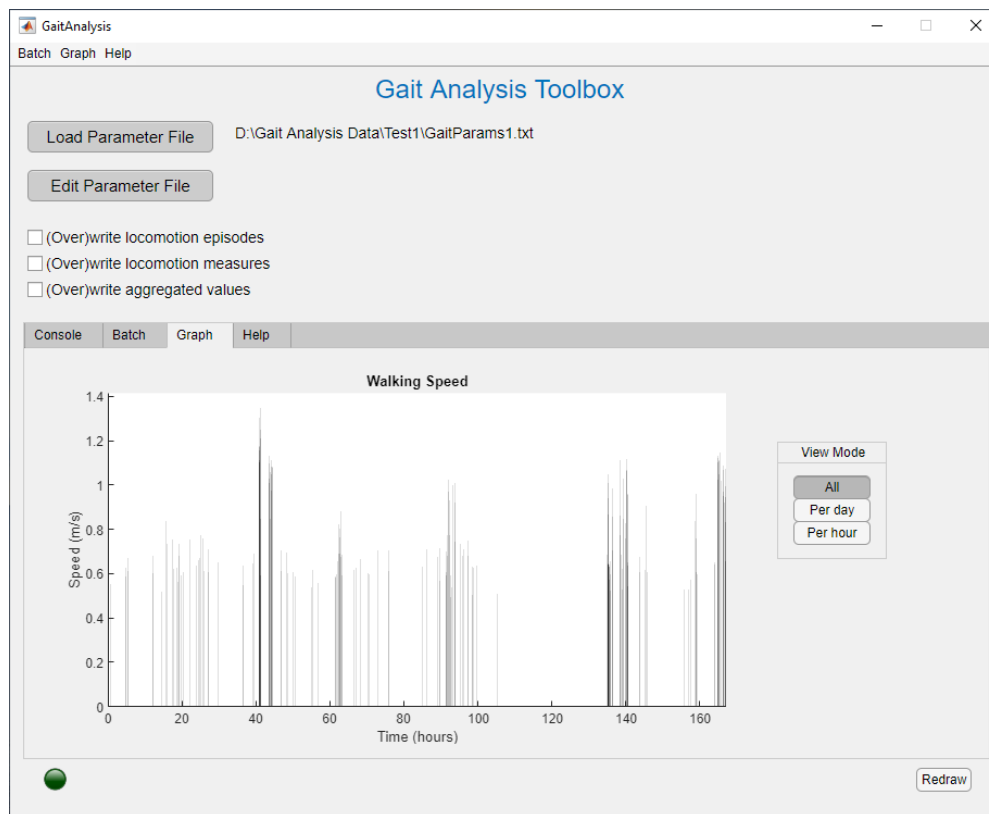 GaitAnalysis
Batch Graph Help
Gait Analysis Toolbox
Load Parameter File
D:\Gait Analysis Data\Test1\GaitParams1.txt
Edit Parameter File
(Over)write locomotion episodes
(Over)write locomotion measures
(Over)write aggregated values
Console Batch Graph Help
Walking Speed
1.4
1.2
1
0.8
0.6
0.4
0.2
0
Speed (m/s)
0 20 40 60 80 100 120 140 160
Time (hours)
View Mode
All
Per day
Per hour
Redraw